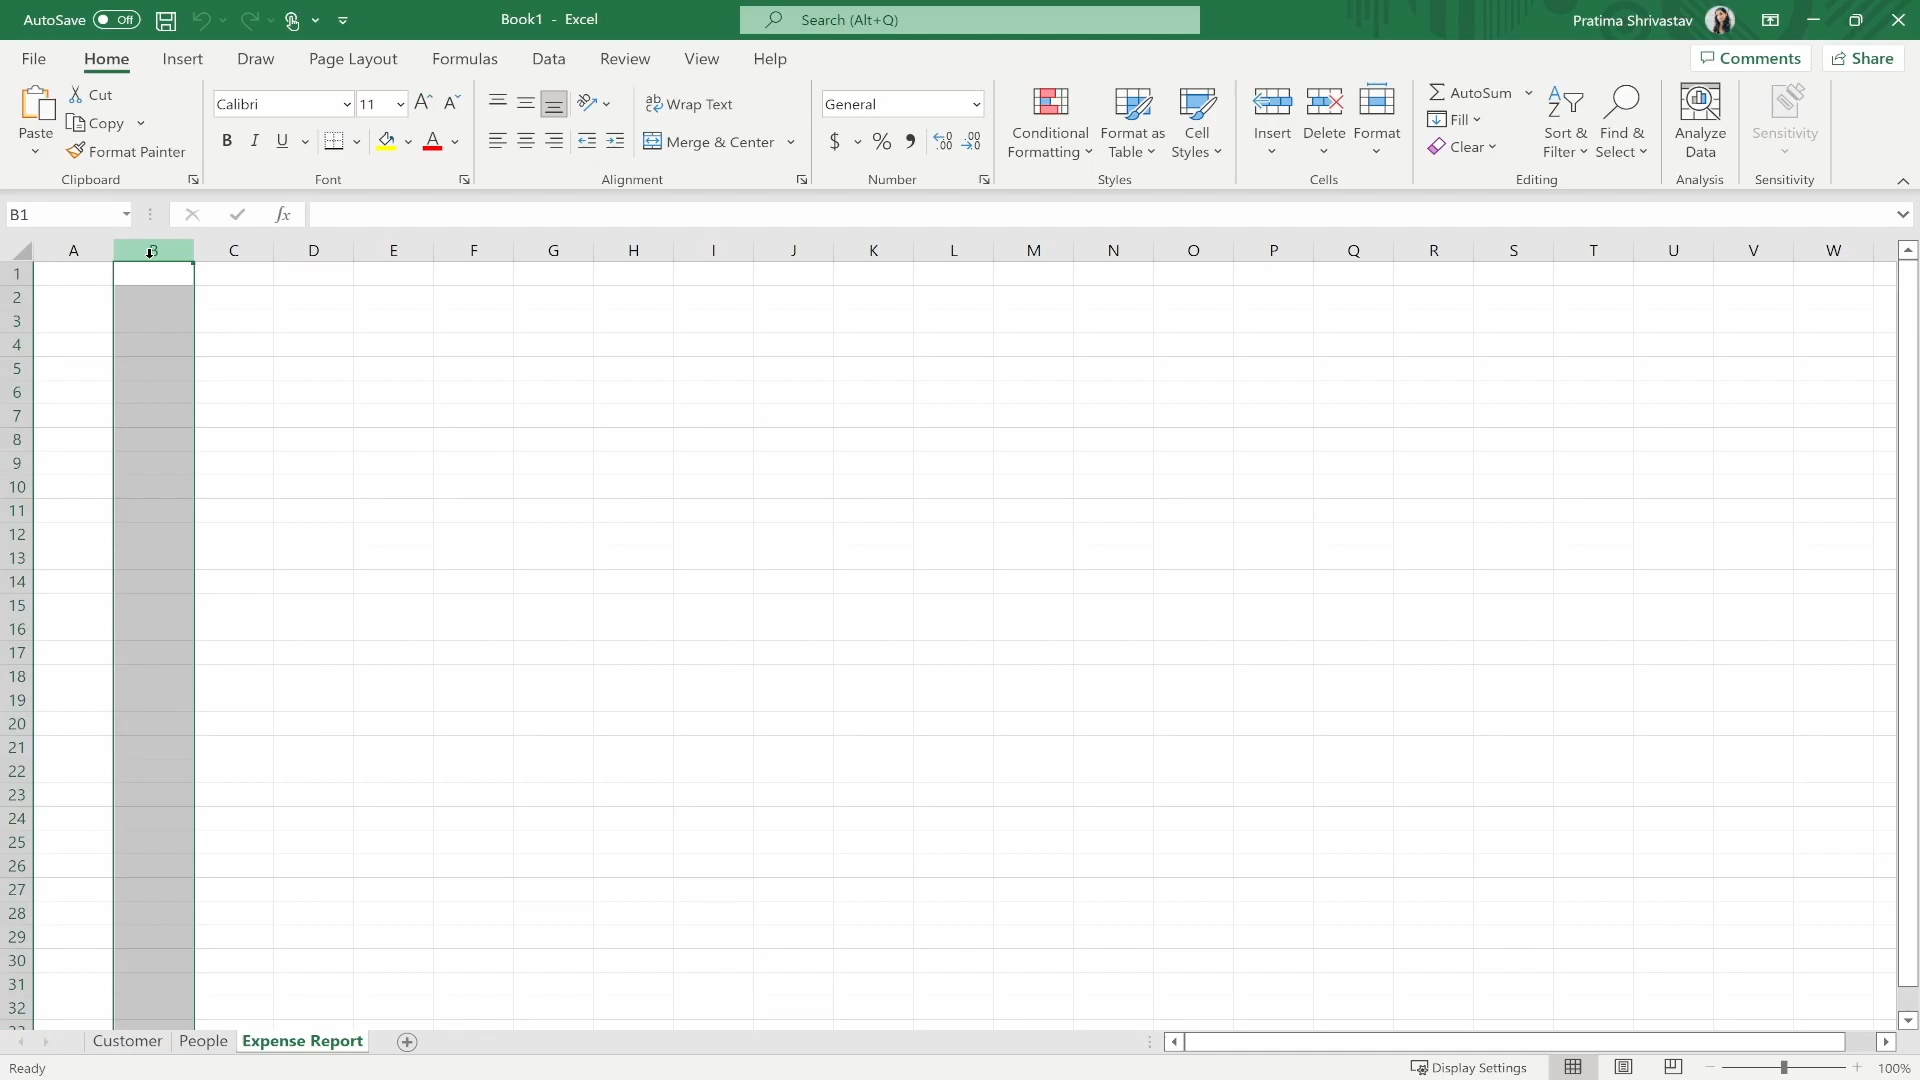 AutoSave Off Book1 - Excel Search (Alt+Q) Pratima Shrivastav
File Home Insert Draw Page Layout Formulas Data Review View Help Comments Share
Paste Cut Copy Format Painter Clipboard
Calibri 11 B I U A Font
Wrap Text Merge & Center Alignment
General $ % Number
Conditional Formatting Format as Table Cell Styles Styles
Insert Delete Format Cells
AutoSum Fill Clear Sort & Filter Find & Select Editing
Analyze Data Analysis
Sensitivity Sensitivity
B1 fx
A B C D E F G H I J K L M N O P Q R S T U V W
1
2
3
4
5
6
7
8
9
10
11
12
13
14
15
16
17
18
19
20
21
22
23
24
25
26
27
28
29
30
31
32
Customer People Expense Report
Ready Display Settings 100%